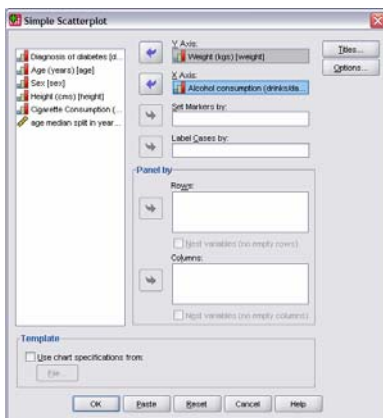 Simple Scatterplot
Diagnosis of diabetes [d...
Age (years) [age]
Sex [sex]
Height (cms) [height]
Cigarette Consumption (...
age median split in year...
Y Axis:
Weight (kgs) [weight]
X Axis:
Alcohol consumption (drinks/da...
Set Markers by:
Label Cases by:
Titles...
Options...
Panel by
Rows:
Nest variables (no empty rows)
Columns:
Nest variables (no empty columns)
Template
Use chart specifications from:
File...
OK
Paste
Reset
Cancel
Help